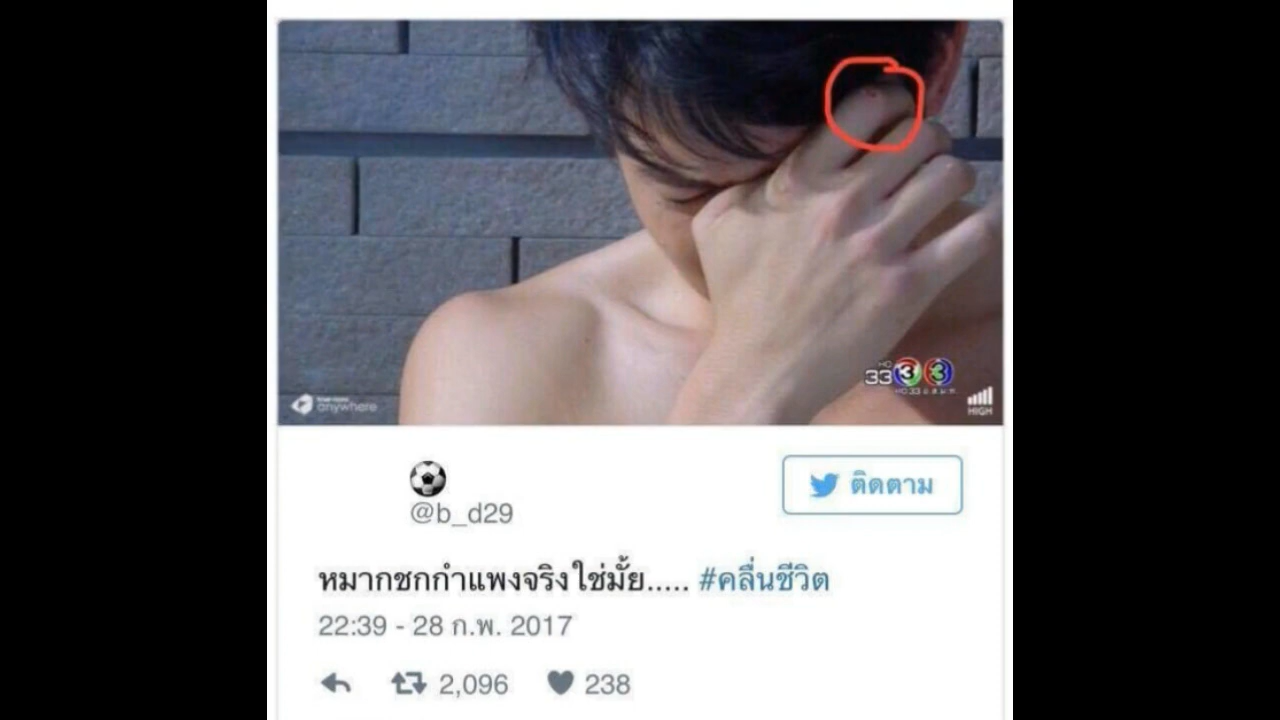 HD
33 3 3
anywhere
HIGH
@b_d29
ติดตาม
หมากชกกำแพงจริงใช่มั้ย..... #คลื่นชีวิต
22:39 - 28 ก.พ. 2017
2,096 238